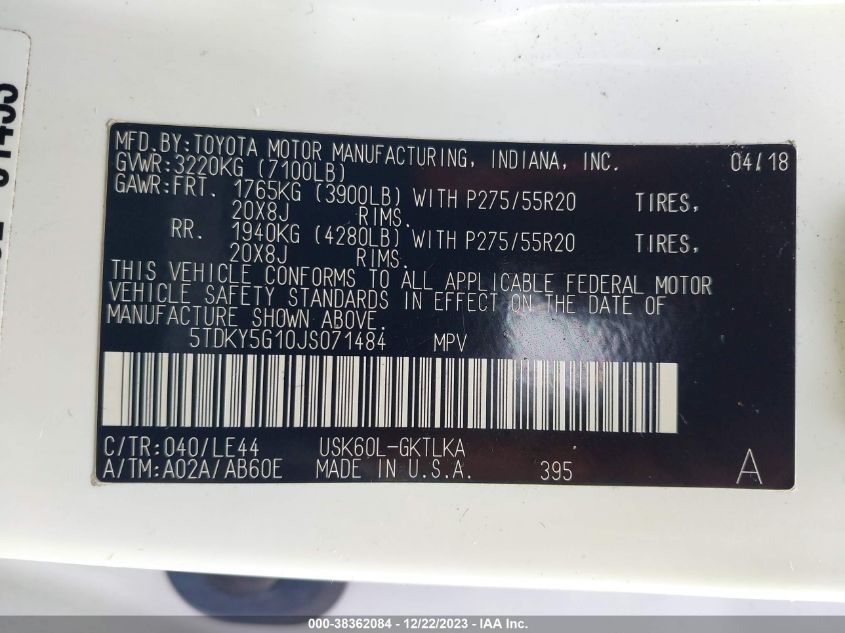 MFD.BY:TOYOTA MOTOR MANUFACTURING, INDIANA, INC. 04/18
GVWR:3220KG (7100LB)
GAWR:FRT. 1765KG (3900LB) WITH P275/55R20 TIRES,
20X8J RIMS.
RR. 1940KG (4280LB) WITH P275/55R20 TIRES,
20X8J RIMS.
THIS VEHICLE CONFORMS TO ALL APPLICABLE FEDERAL MOTOR
VEHICLE SAFETY STANDARDS IN EFFECT ON THE DATE OF
MANUFACTURE SHOWN ABOVE.
5TDKY5G10JS071484 MPV
C/TR:040/LE44 USK60L-GKTLKA
A/TM:A02A/AB60E MADE IN U.S.A. 395 A
000-38362084 - 12/22/2023 - IAA Inc.